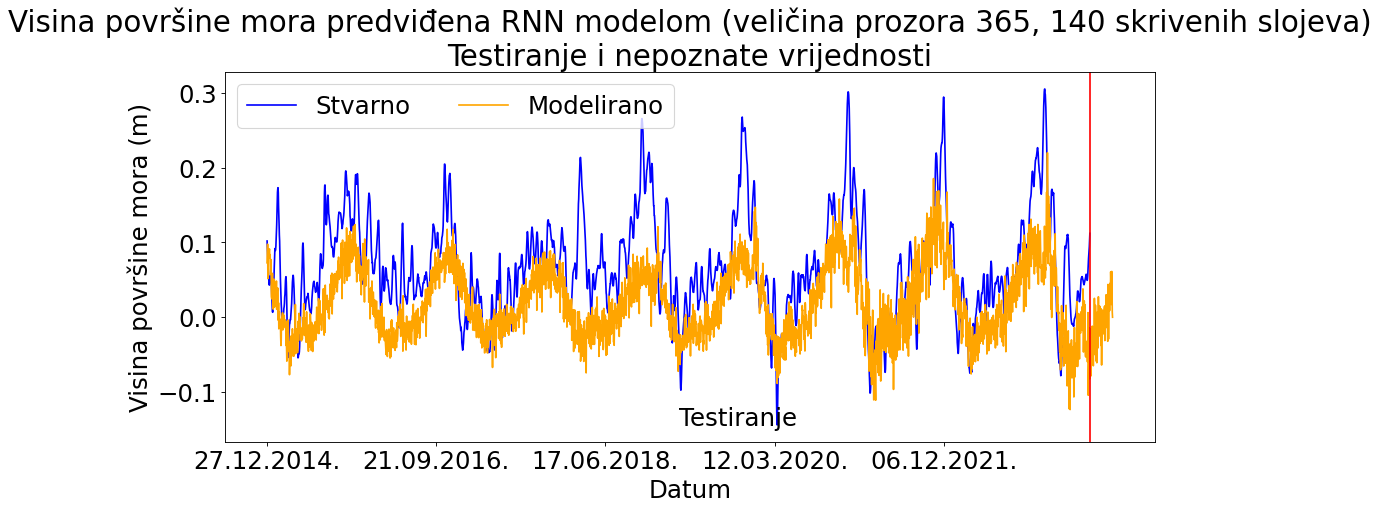 Visina površine mora predviđena RNN modelom (veličina prozora 365, 140 skrivenih slojeva)
Testiranje i nepoznate vrijednosti
Stvarno Modelirano
Visina površine mora (m)
0.3
0.2
0.1
0.0
−0.1
Testiranje
27.12.2014. 21.09.2016. 17.06.2018. 12.03.2020. 06.12.2021.
Datum